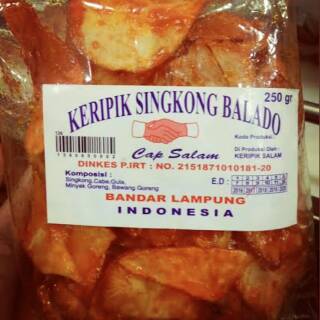 250 gr
KERIPIK SINGKONG BALADO
Kode Produksi :
Di Produksi Oleh :
KERIPIK SALAM
Cap Salam
DINKES P.IRT : NO. 2151871010181-20
Komposisi :
Singkong,Cabe,Gula,
Minyak Goreng, Bawang Goreng
E.D :
BANDAR LAMPUNG
INDONESIA